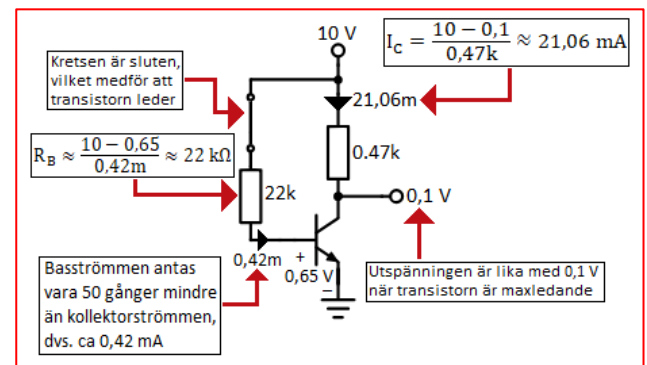 10 V
I_C = (10 − 0,1)/0,47k ≈ 21,06 mA
Kretsen är sluten,
vilket medför att
transistorn leder
21,06m
R_B ≈ (10 − 0,65)/0,42m ≈ 22 kΩ
0.47k
22k
0,1 V
0,42m
+
0,65 V
−
Basströmmen antas
vara 50 gånger mindre
än kollektorströmmen,
dvs. ca 0,42 mA
Utspänningen är lika med 0,1 V
när transistorn är maxledande